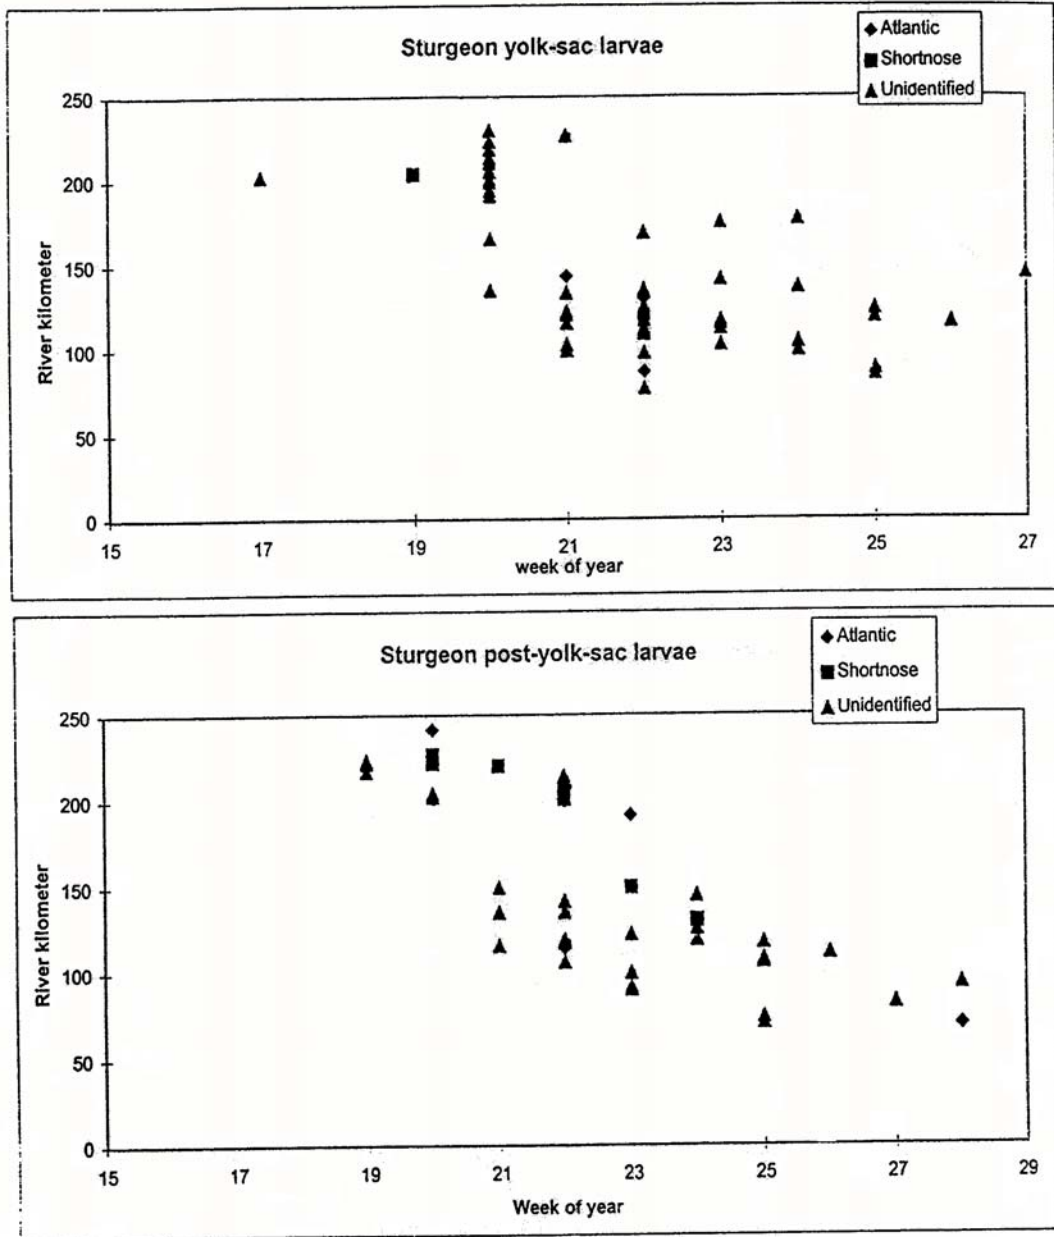 Sturgeon yolk-sac larvae
Atlantic
Shortnose
Unidentified
250
200
150
100
50
0
River kilometer
15 17 19 21 23 25 27
week of year
Sturgeon post-yolk-sac larvae
Atlantic
Shortnose
Unidentified
250
200
150
100
50
0
River kilometer
15 17 19 21 23 25 27 29
Week of year